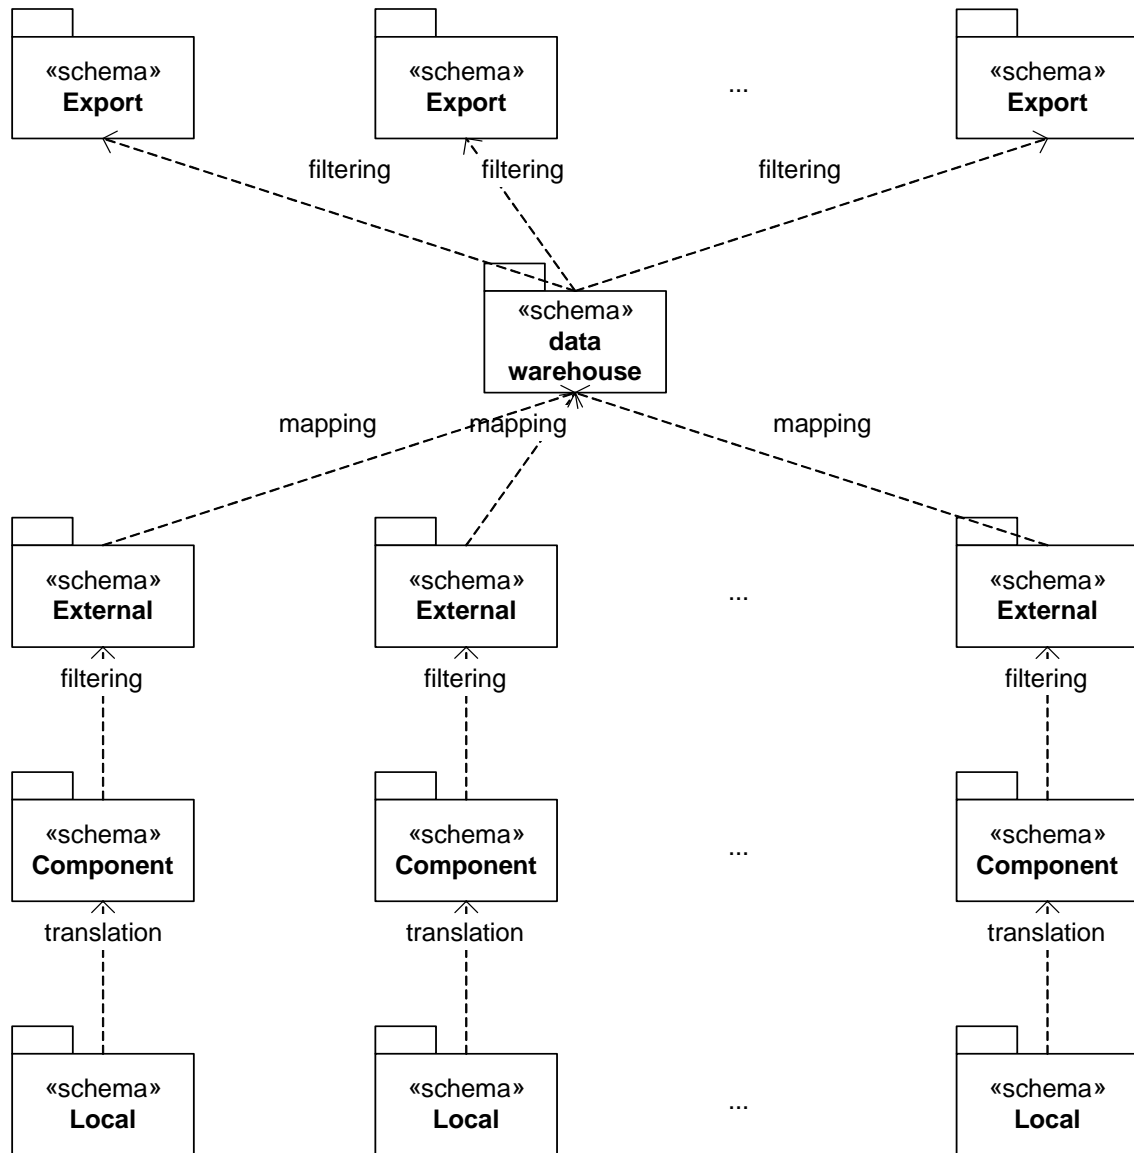 «schema»
Export
«schema»
Export
...
«schema»
Export
filtering
filtering
filtering
«schema»
data
warehouse
mapping
mapping
mapping
«schema»
External
«schema»
External
...
«schema»
External
filtering
filtering
filtering
«schema»
Component
«schema»
Component
...
«schema»
Component
translation
translation
translation
«schema»
Local
«schema»
Local
...
«schema»
Local